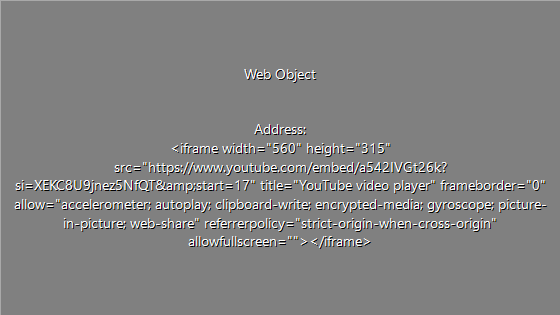 Web Object
Address:
<iframe width="560" height="315"
src="https://www.youtube.com/embed/a542IVGt26k?
si=XEKC8U9jnez5NfQT&amp;start=17" title="YouTube video player" frameborder="0"
allow="accelerometer; autoplay; clipboard-write; encrypted-media; gyroscope; picture-
in-picture; web-share" referrerpolicy="strict-origin-when-cross-origin"
allowfullscreen=""></iframe>